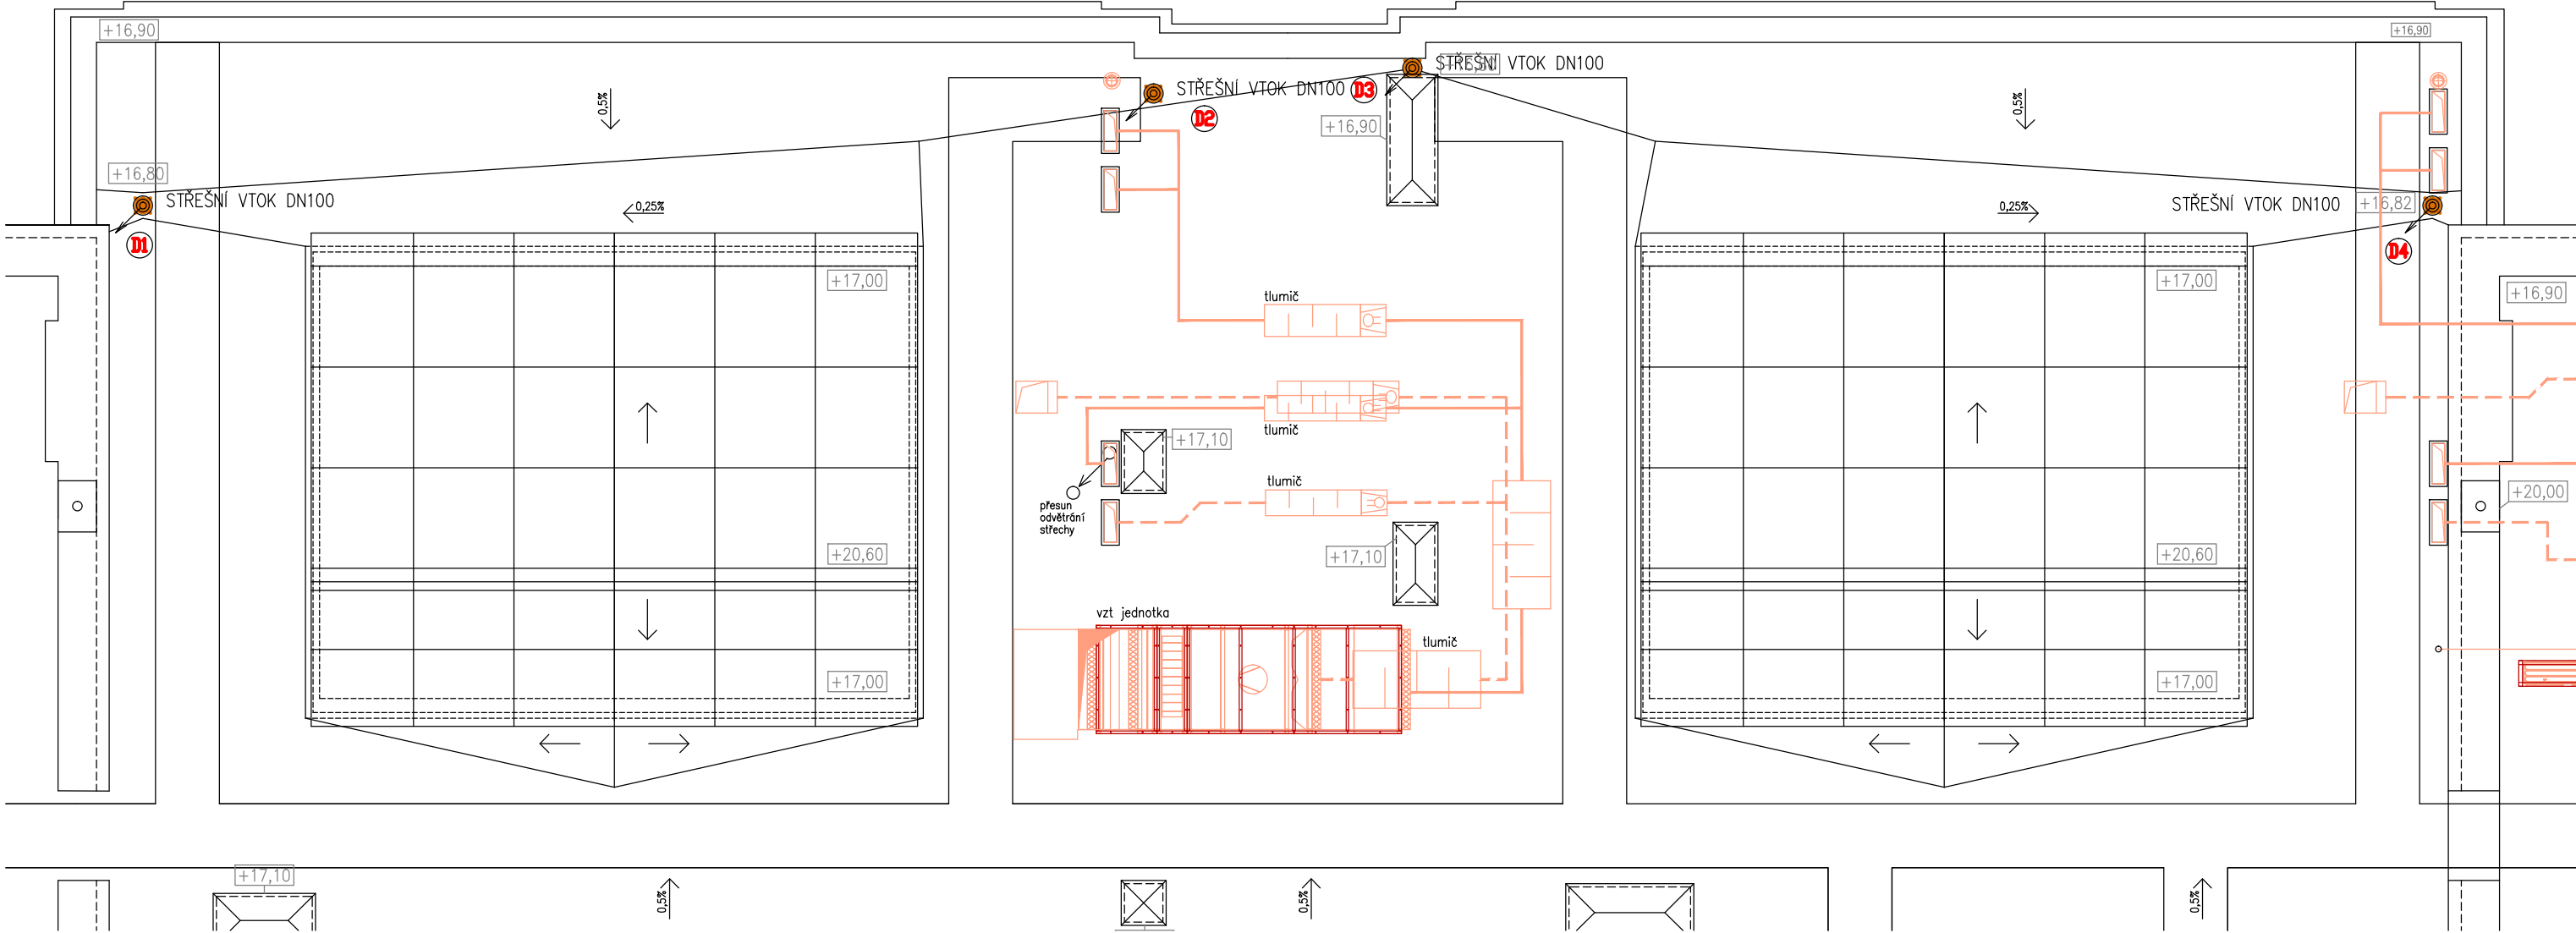 +16,90
+16,90
STŘEŠNÍ VTOK DN100
STŘEŠNÍ VTOK DN100
D3
0,5%
0,5%
D2
+16,90
+16,80
STŘEŠNÍ VTOK DN100
0,25%
0,25%
STŘEŠNÍ VTOK DN100
+16,82
D1
D4
+17,00
+17,00
+16,90
tlumič
tlumič
+17,10
tlumič
+20,00
přesun
odvětrání
střechy
+20,60
+17,10
+20,60
vzt jednotka
tlumič
+17,00
+17,00
+17,10
0,5%
0,5%
0,5%